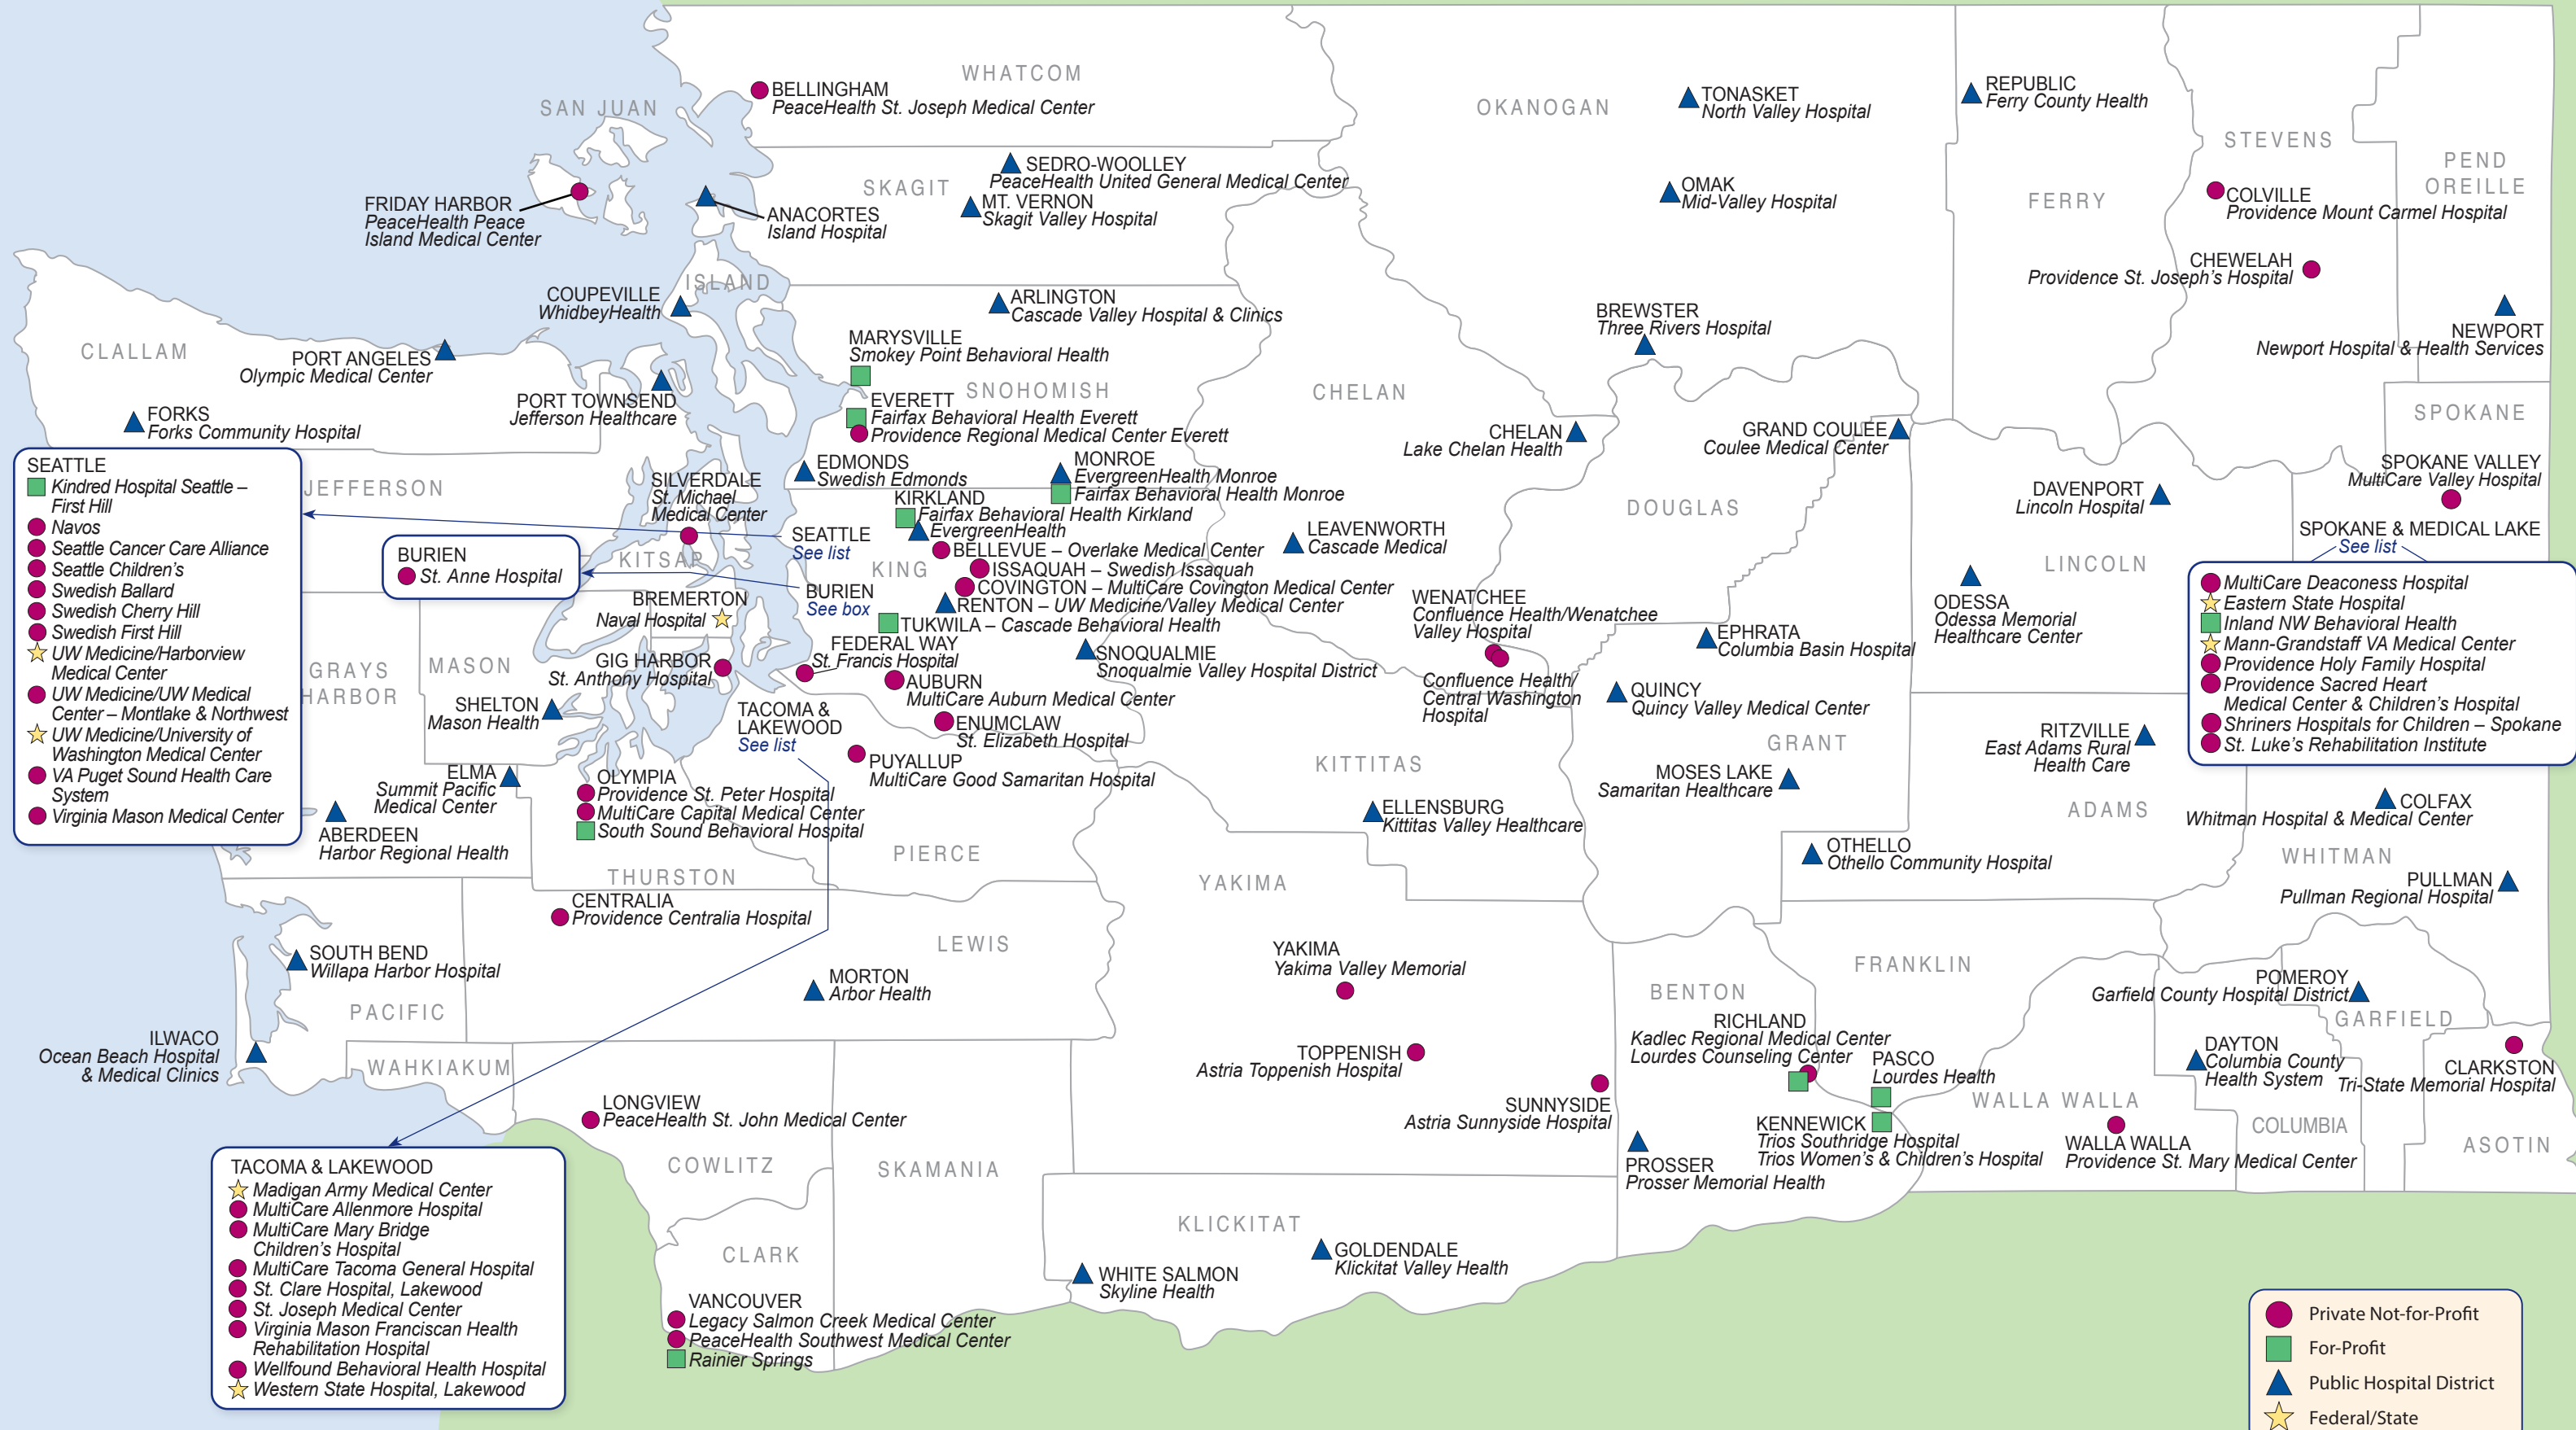 WHATCOM
BELLINGHAM
PeaceHealth St. Joseph Medical Center
SAN JUAN
FRIDAY HARBOR
PeaceHealth Peace
Island Medical Center
SKAGIT
SEDRO-WOOLLEY
PeaceHealth United General Medical Center
MT. VERNON
Skagit Valley Hospital
ANACORTES
Island Hospital
OKANOGAN
TONASKET
North Valley Hospital
OMAK
Mid-Valley Hospital
BREWSTER
Three Rivers Hospital
REPUBLIC
Ferry County Health
FERRY
STEVENS
COLVILLE
Providence Mount Carmel Hospital
CHEWELAH
Providence St. Joseph's Hospital
PEND
OREILLE
NEWPORT
Newport Hospital & Health Services
ISLAND
COUPEVILLE
WhidbeyHealth
CLALLAM
PORT ANGELES
Olympic Medical Center
FORKS
Forks Community Hospital
PORT TOWNSEND
Jefferson Healthcare
JEFFERSON
ARLINGTON
Cascade Valley Hospital & Clinics
MARYSVILLE
Smokey Point Behavioral Health
SNOHOMISH
EVERETT
Fairfax Behavioral Health Everett
Providence Regional Medical Center Everett
EDMONDS
Swedish Edmonds
MONROE
EvergreenHealth Monroe
Fairfax Behavioral Health Monroe
KIRKLAND
Fairfax Behavioral Health Kirkland
EvergreenHealth
SEATTLE
See list
BELLEVUE – Overlake Medical Center
KING
ISSAQUAH – Swedish Issaquah
COVINGTON – MultiCare Covington Medical Center
BURIEN
See box
RENTON – UW Medicine/Valley Medical Center
TUKWILA – Cascade Behavioral Health
FEDERAL WAY
St. Francis Hospital
SNOQUALMIE
Snoqualmie Valley Hospital District
AUBURN
MultiCare Auburn Medical Center
ENUMCLAW
St. Elizabeth Hospital
SEATTLE
Kindred Hospital Seattle –
First Hill
Navos
Seattle Cancer Care Alliance
Seattle Children's
Swedish Ballard
Swedish Cherry Hill
Swedish First Hill
UW Medicine/Harborview
Medical Center
UW Medicine/UW Medical
Center – Montlake & Northwest
UW Medicine/University of
Washington Medical Center
VA Puget Sound Health Care
System
Virginia Mason Medical Center
BURIEN
St. Anne Hospital
SILVERDALE
St. Michael
Medical Center
KITSAP
BREMERTON
Naval Hospital
GIG HARBOR
St. Anthony Hospital
GRAYS
HARBOR
MASON
SHELTON
Mason Health
ELMA
Summit Pacific
Medical Center
ABERDEEN
Harbor Regional Health
TACOMA &
LAKEWOOD
See list
PUYALLUP
MultiCare Good Samaritan Hospital
OLYMPIA
Providence St. Peter Hospital
MultiCare Capital Medical Center
South Sound Behavioral Hospital
PIERCE
THURSTON
CENTRALIA
Providence Centralia Hospital
LEWIS
MORTON
Arbor Health
SOUTH BEND
Willapa Harbor Hospital
PACIFIC
ILWACO
Ocean Beach Hospital
& Medical Clinics
WAHKIAKUM
LONGVIEW
PeaceHealth St. John Medical Center
COWLITZ
SKAMANIA
TACOMA & LAKEWOOD
Madigan Army Medical Center
MultiCare Allenmore Hospital
MultiCare Mary Bridge
Children's Hospital
MultiCare Tacoma General Hospital
St. Clare Hospital, Lakewood
St. Joseph Medical Center
Virginia Mason Franciscan Health
Rehabilitation Hospital
Wellfound Behavioral Health Hospital
Western State Hospital, Lakewood
CLARK
VANCOUVER
Legacy Salmon Creek Medical Center
PeaceHealth Southwest Medical Center
Rainier Springs
CHELAN
CHELAN
Lake Chelan Health
LEAVENWORTH
Cascade Medical
WENATCHEE
Confluence Health/Wenatchee
Valley Hospital
Confluence Health/
Central Washington
Hospital
DOUGLAS
GRAND COULEE
Coulee Medical Center
EPHRATA
Columbia Basin Hospital
QUINCY
Quincy Valley Medical Center
GRANT
MOSES LAKE
Samaritan Healthcare
KITTITAS
ELLENSBURG
Kittitas Valley Healthcare
OTHELLO
Othello Community Hospital
SPOKANE
SPOKANE VALLEY
MultiCare Valley Hospital
DAVENPORT
Lincoln Hospital
LINCOLN
ODESSA
Odessa Memorial
Healthcare Center
SPOKANE & MEDICAL LAKE
See list
MultiCare Deaconess Hospital
Eastern State Hospital
Inland NW Behavioral Health
Mann-Grandstaff VA Medical Center
Providence Holy Family Hospital
Providence Sacred Heart
Medical Center & Children's Hospital
Shriners Hospitals for Children – Spokane
St. Luke's Rehabilitation Institute
RITZVILLE
East Adams Rural
Health Care
ADAMS
COLFAX
Whitman Hospital & Medical Center
WHITMAN
PULLMAN
Pullman Regional Hospital
YAKIMA
YAKIMA
Yakima Valley Memorial
TOPPENISH
Astria Toppenish Hospital
SUNNYSIDE
Astria Sunnyside Hospital
BENTON
FRANKLIN
RICHLAND
Kadlec Regional Medical Center
Lourdes Counseling Center
PASCO
Lourdes Health
KENNEWICK
Trios Southridge Hospital
Trios Women's & Children's Hospital
PROSSER
Prosser Memorial Health
WALLA WALLA
WALLA WALLA
Providence St. Mary Medical Center
POMEROY
Garfield County Hospital District
GARFIELD
DAYTON
Columbia County
Health System
COLUMBIA
CLARKSTON
Tri-State Memorial Hospital
ASOTIN
KLICKITAT
GOLDENDALE
Klickitat Valley Health
WHITE SALMON
Skyline Health
Private Not-for-Profit
For-Profit
Public Hospital District
Federal/State